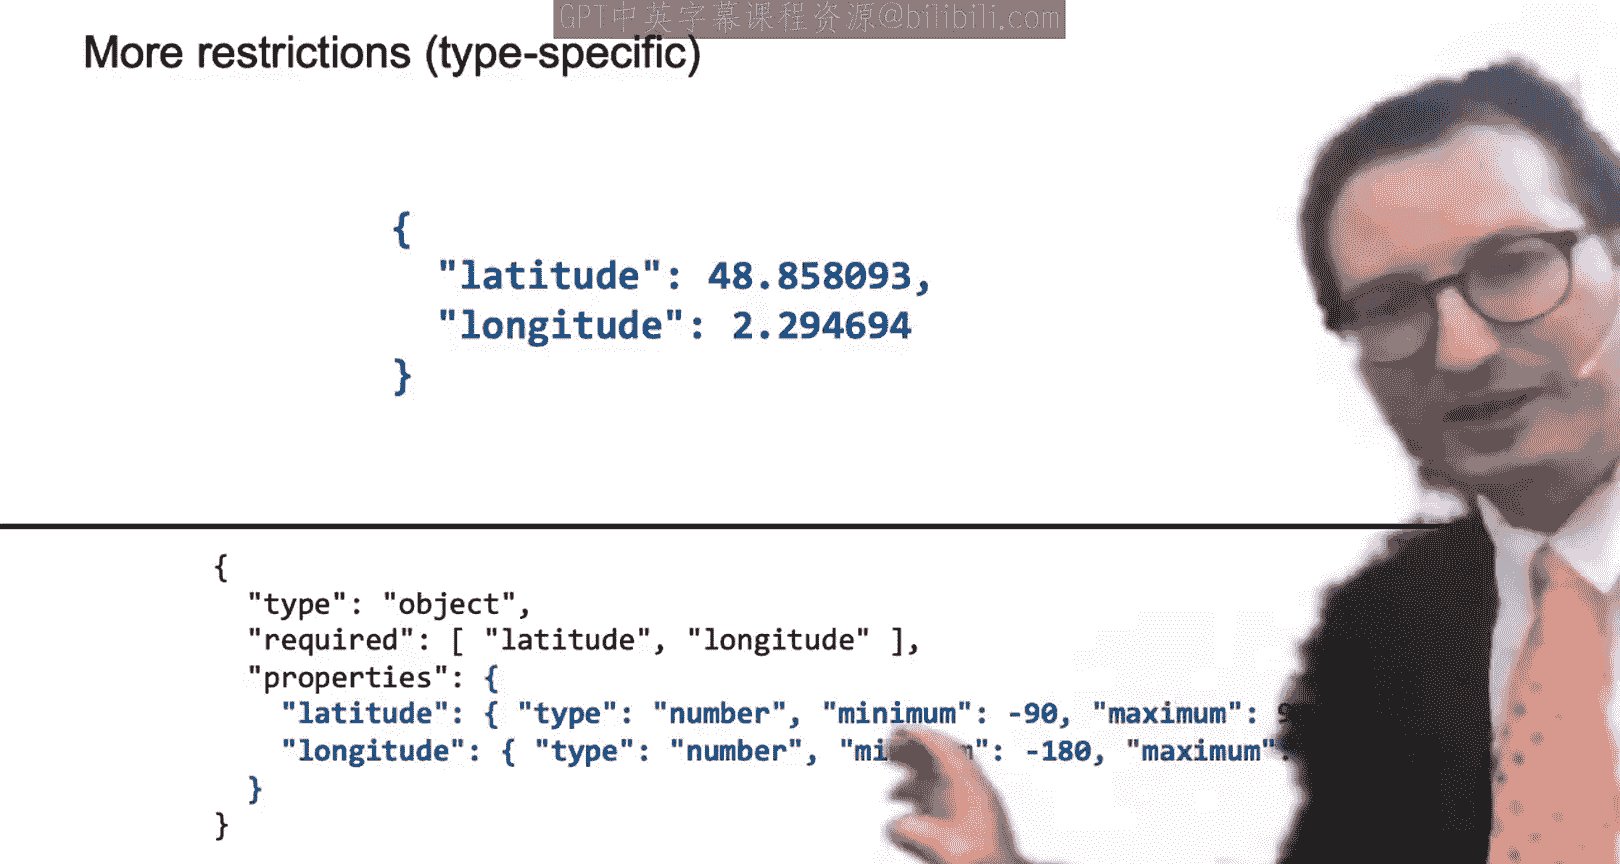 GPT中英字幕课程资源@bilibili.com
More restrictions (type-specific)
{
"latitude": 48.858093,
"longitude": 2.294694
}
{
"type": "object",
"required": [ "latitude", "longitude" ],
"properties": {
"latitude": { "type": "number", "minimum": -90, "maximum":
"longitude": { "type": "number", "mi m": -180, "maximum"
}
}